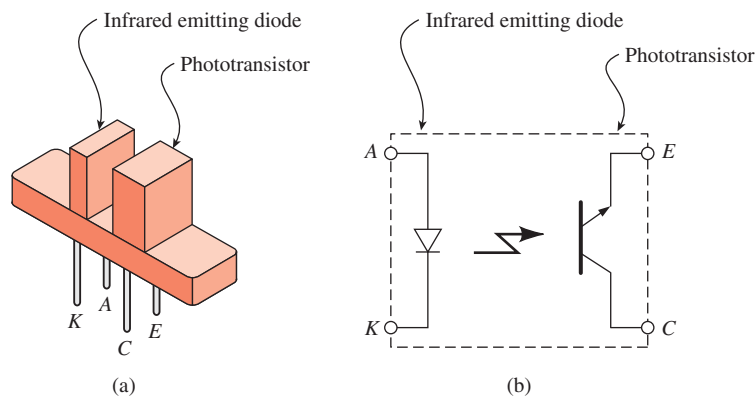 Infrared emitting diode
Phototransistor
K
A
C
E
(a)
Infrared emitting diode
Phototransistor
A
E
K
C
(b)